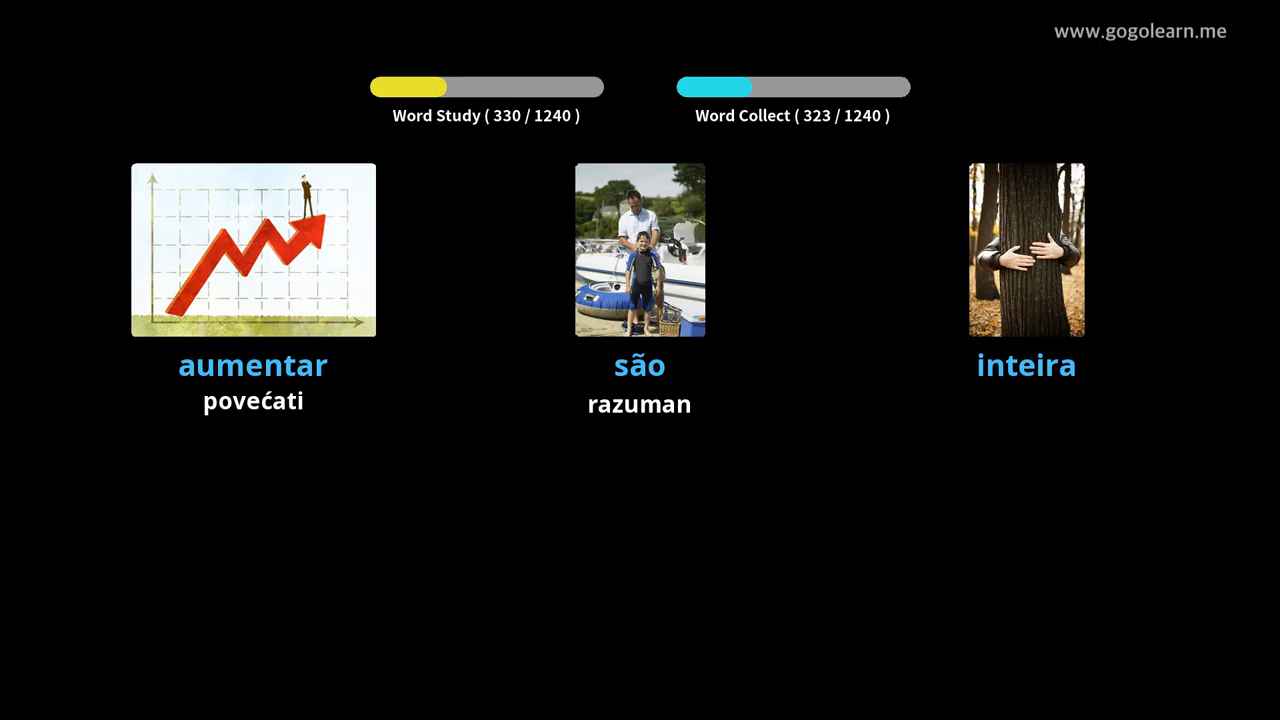 www.gogolearn.me
Word Study ( 330 / 1240 )
Word Collect ( 323 / 1240 )
aumentar
povećati
são
razuman
inteira